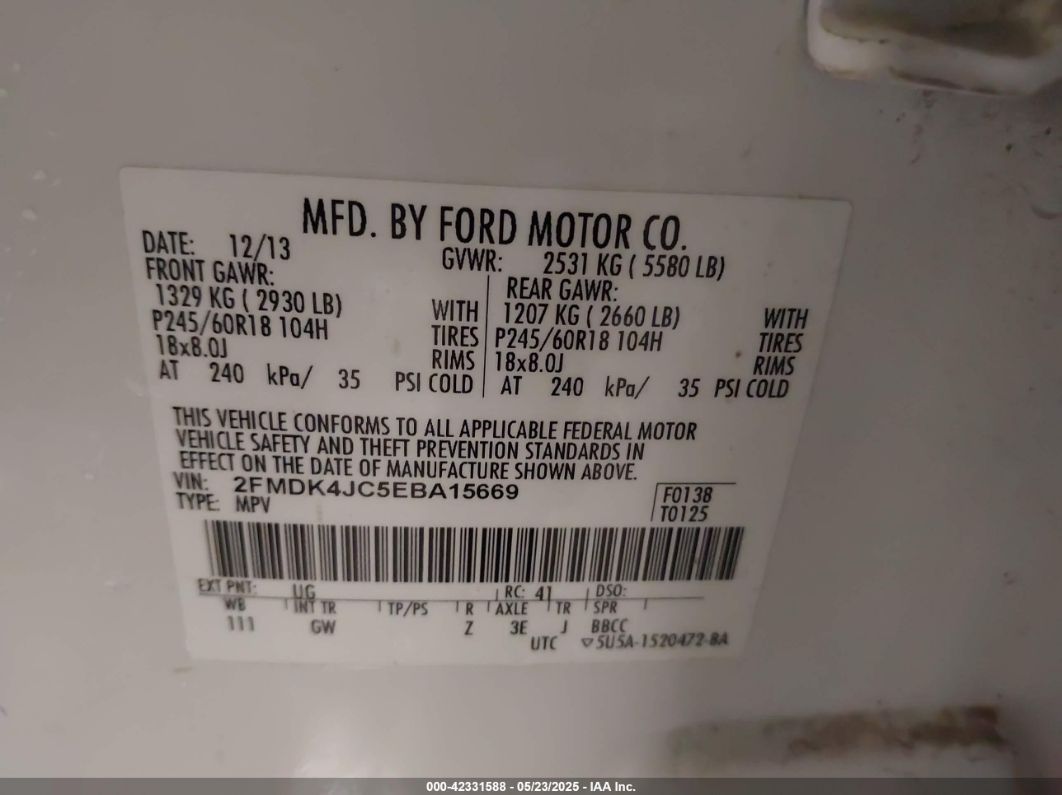 MFD. BY FORD MOTOR CO.
DATE: 12/13 GVWR: 2531 KG ( 5580 LB)
FRONT GAWR: REAR GAWR:
1329 KG ( 2930 LB) WITH 1207 KG ( 2660 LB) WITH
P245/60R18 104H TIRES P245/60R18 104H TIRES
18x8.0J RIMS 18x8.0J RIMS
AT 240 kPa/ 35 PSI COLD AT 240 kPa/ 35 PSI COLD
THIS VEHICLE CONFORMS TO ALL APPLICABLE FEDERAL MOTOR
VEHICLE SAFETY AND THEFT PREVENTION STANDARDS IN
EFFECT ON THE DATE OF MANUFACTURE SHOWN ABOVE.
VIN: 2FMDK4JC5EBA15669 F0138
TYPE: MPV T0125
EXT PNT: UG RC: 41 DSO:
WB INT TR TP/PS R AXLE TR SPR
111 GW Z 3E J BBCC
UTC ▽5U5A-1520472-BA
000-42331588 - 05/23/2025 - IAA Inc.